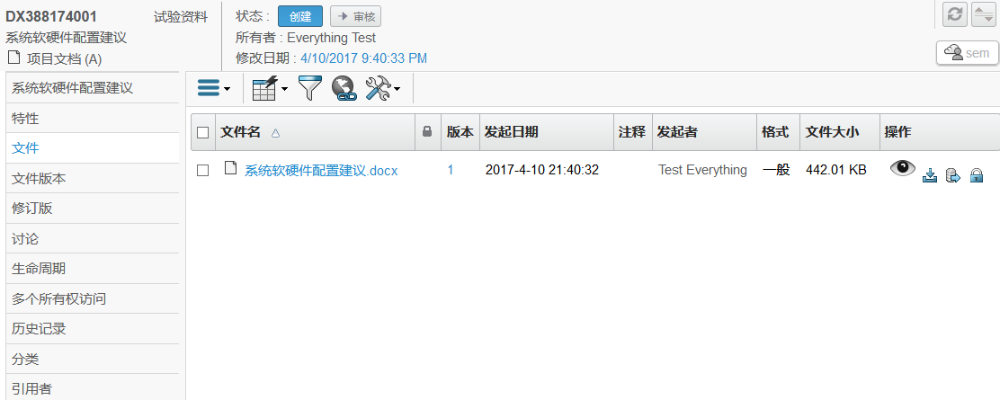 DX388174001 试验资料
系统软硬件配置建议
项目文档 (A)
状态 : 创建 审核
所有者 : Everything Test
修改日期 : 4/10/2017 9:40:33 PM
sem
系统软硬件配置建议
特性
文件
文件版本
修订版
讨论
生命周期
多个所有权访问
历史记录
分类
引用者
文件名 版本 发起日期 注释 发起者 格式 文件大小 操作
系统软硬件配置建议.docx 1 2017-4-10 21:40:32 Test Everything 一般 442.01 KB